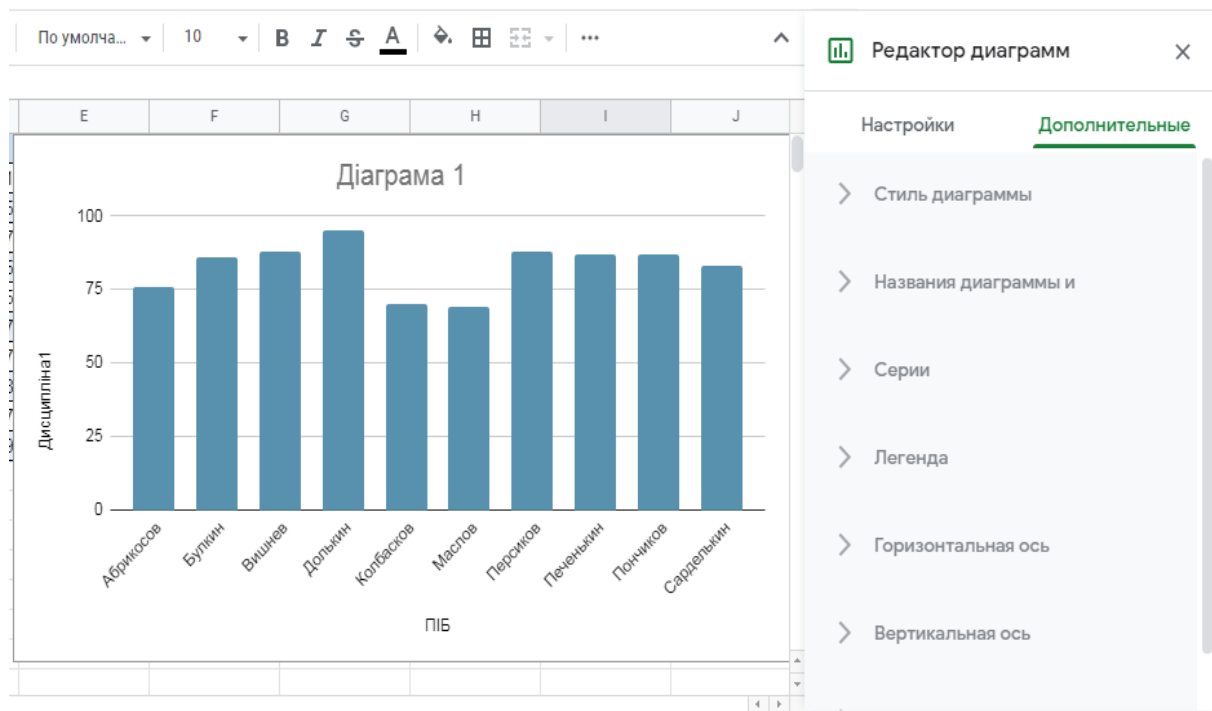 По умолча... 10 B I S A
Редактор диаграмм
E F G H I J
Настройки Дополнительные
Діаграма 1
100
75
50
25
0
Дисципліна1
Абрикосов Булкин Вишнев Долькин Колбасков Маслов Персиков Печенькин Пончиков Сарделькин
ПІБ
Стиль диаграммы
Названия диаграммы и
Серии
Легенда
Горизонтальная ось
Вертикальная ось